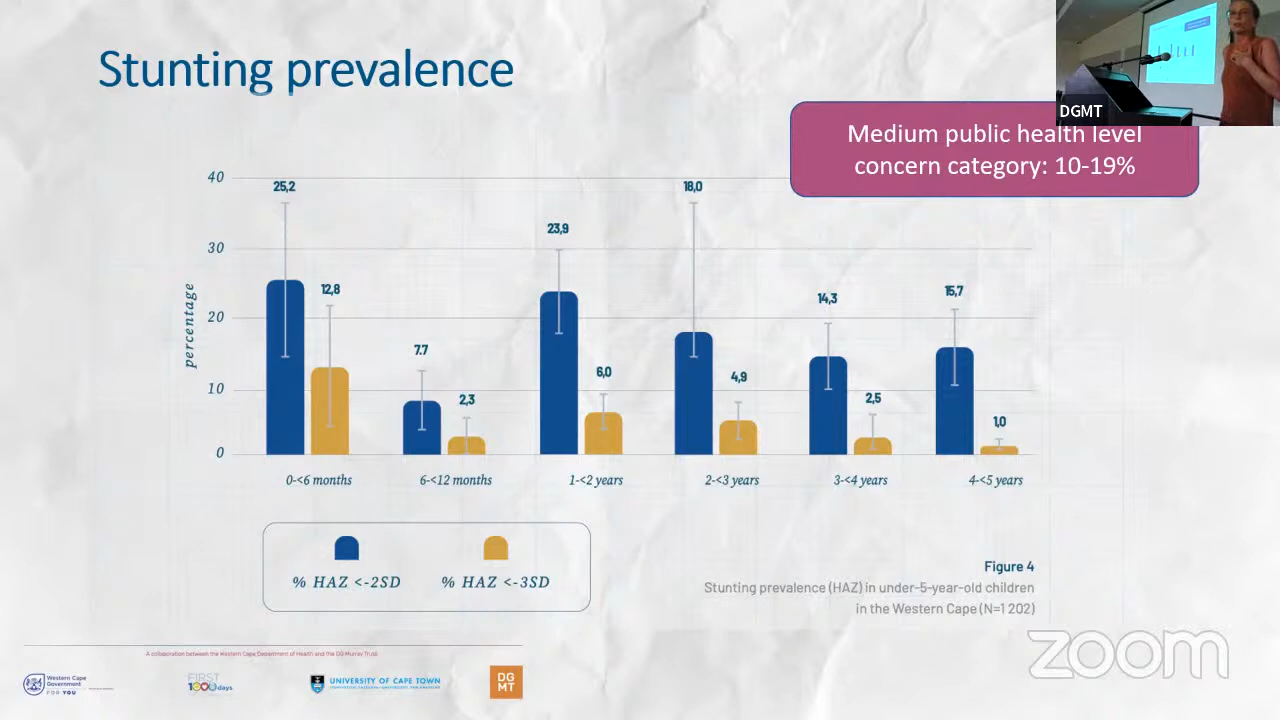 Stunting prevalence
DGMT
Medium public health level
concern category: 10-19%
percentage
40
30
20
10
0
25,2
12,8
7.7
2,3
23,9
6,0
18,0
4,9
14,3
2,5
15,7
1,0
0-<6 months
6-<12 months
1-<2 years
2-<3 years
3-<4 years
4-<5 years
% HAZ <-2SD
% HAZ <-3SD
Figure 4
Stunting prevalence (HAZ) in under-5-year-old children
in the Western Cape (N=1 202)
A collaboration between the Western Cape Department of Health and the DG Murray Trust.
Western Cape
Government
FOR YOU
FIRST
1000 days
UNIVERSITY OF CAPE TOWN
DG
MT
zoom